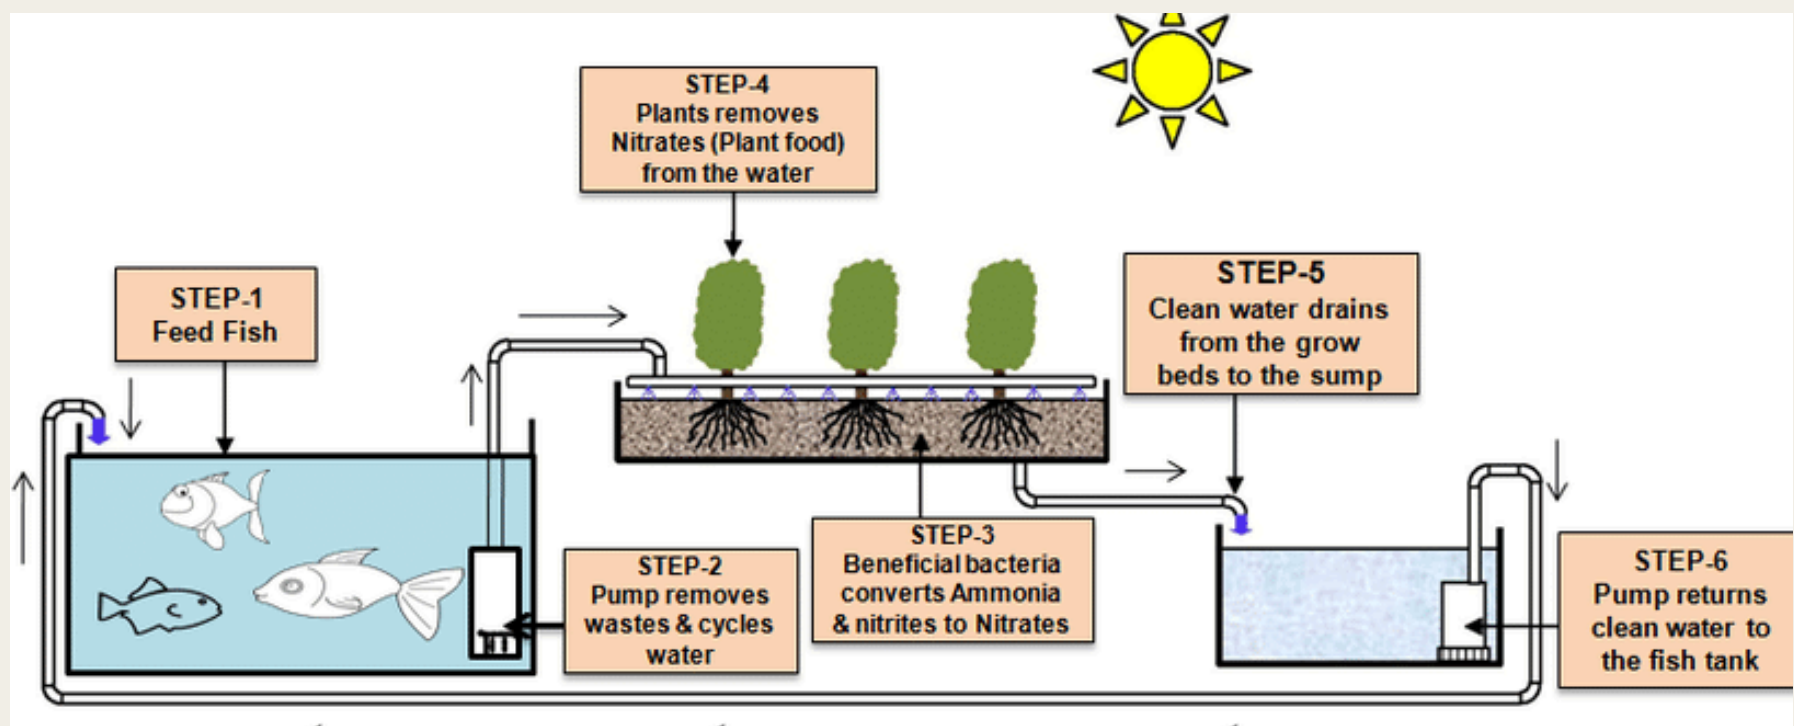 STEP-1
Feed Fish
STEP-2
Pump removes
wastes & cycles
water
STEP-3
Beneficial bacteria
converts Ammonia
& nitrites to Nitrates
STEP-4
Plants removes
Nitrates (Plant food)
from the water
STEP-5
Clean water drains
from the grow
beds to the sump
STEP-6
Pump returns
clean water to
the fish tank